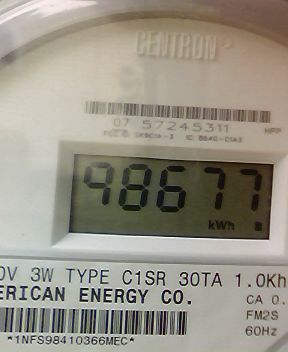 CENTRON
07 57245311 HPP
98677
kWh
0V 3W TYPE C1SR 30TA 1.0Kh
ERICAN ENERGY CO. CA 0.
FM2S
60Hz
*1NFS98410366MEC*